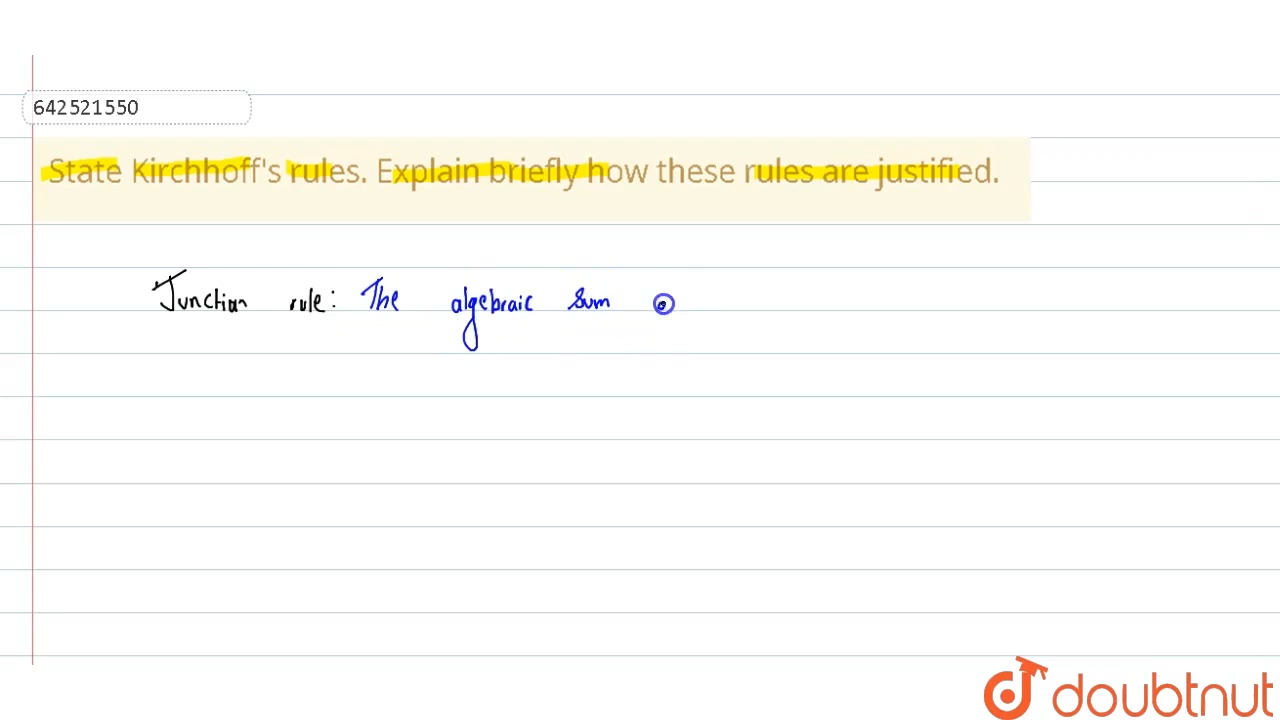 642521550
State Kirchhoff's rules. Explain briefly how these rules are justified.
Junction rule: The algebraic sum o
doubtnut